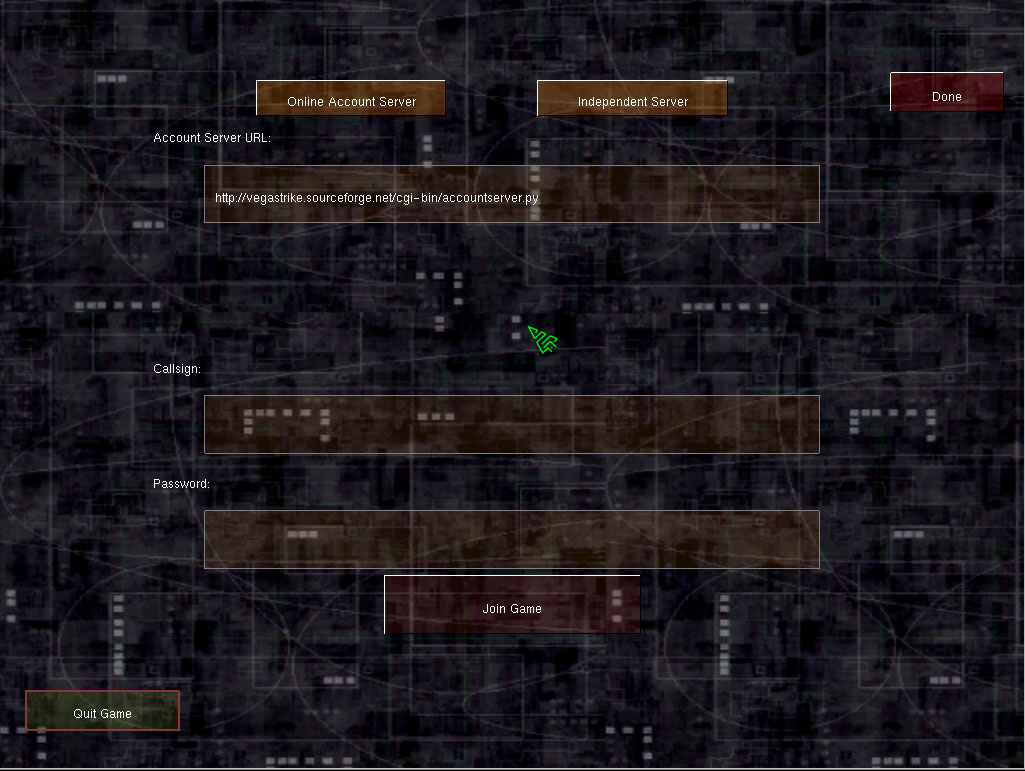 Online Account Server
Independent Server
Done
Account Server URL:
http://vegastrike.sourceforge.net/cgi-bin/accountserver.py
Callsign:
Password:
Join Game
Quit Game